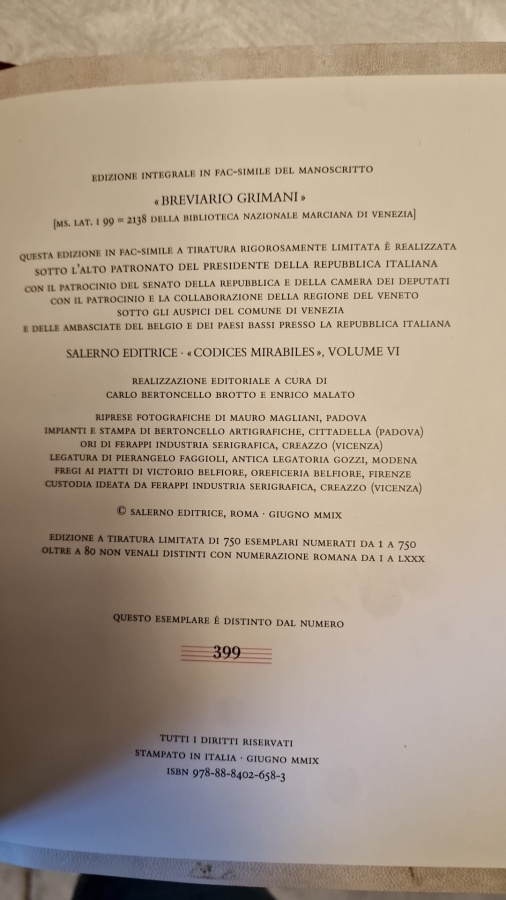 EDIZIONE INTEGRALE IN FAC-SIMILE DEL MANOSCRITTO
«BREVIARIO GRIMANI»
[MS. LAT. I 99 = 2138 DELLA BIBLIOTECA NAZIONALE MARCIANA DI VENEZIA]
QUESTA EDIZIONE IN FAC-SIMILE A TIRATURA RIGOROSAMENTE LIMITATA È REALIZZATA
SOTTO L'ALTO PATRONATO DEL PRESIDENTE DELLA REPUBBLICA ITALIANA
CON IL PATROCINIO DEL SENATO DELLA REPUBBLICA E DELLA CAMERA DEI DEPUTATI
CON IL PATROCINIO E LA COLLABORAZIONE DELLA REGIONE DEL VENETO
SOTTO GLI AUSPICI DEL COMUNE DI VENEZIA
E DELLE AMBASCIATE DEL BELGIO E DEI PAESI BASSI PRESSO LA REPUBBLICA ITALIANA
SALERNO EDITRICE · «CODICES MIRABILES», VOLUME VI
REALIZZAZIONE EDITORIALE A CURA DI
CARLO BERTONCELLO BROTTO E ENRICO MALATO
RIPRESE FOTOGRAFICHE DI MAURO MAGLIANI, PADOVA
IMPIANTI E STAMPA DI BERTONCELLO ARTIGRAFICHE, CITTADELLA (PADOVA)
ORI DI FERAPPI INDUSTRIA SERIGRAFICA, CREAZZO (VICENZA)
LEGATURA DI PIERANGELO FAGGIOLI, ANTICA LEGATORIA GOZZI, MODENA
FREGI AI PIATTI DI VICTORIO BELFIORE, OREFICERIA BELFIORE, FIRENZE
CUSTODIA IDEATA DA FERAPPI INDUSTRIA SERIGRAFICA, CREAZZO (VICENZA)
© SALERNO EDITRICE, ROMA · GIUGNO MMIX
EDIZIONE A TIRATURA LIMITATA DI 750 ESEMPLARI NUMERATI DA 1 A 750
OLTRE A 80 NON VENALI DISTINTI CON NUMERAZIONE ROMANA DA I A LXXX
QUESTO ESEMPLARE È DISTINTO DAL NUMERO
399
TUTTI I DIRITTI RISERVATI
STAMPATO IN ITALIA · GIUGNO MMIX
ISBN 978-88-8402-658-3